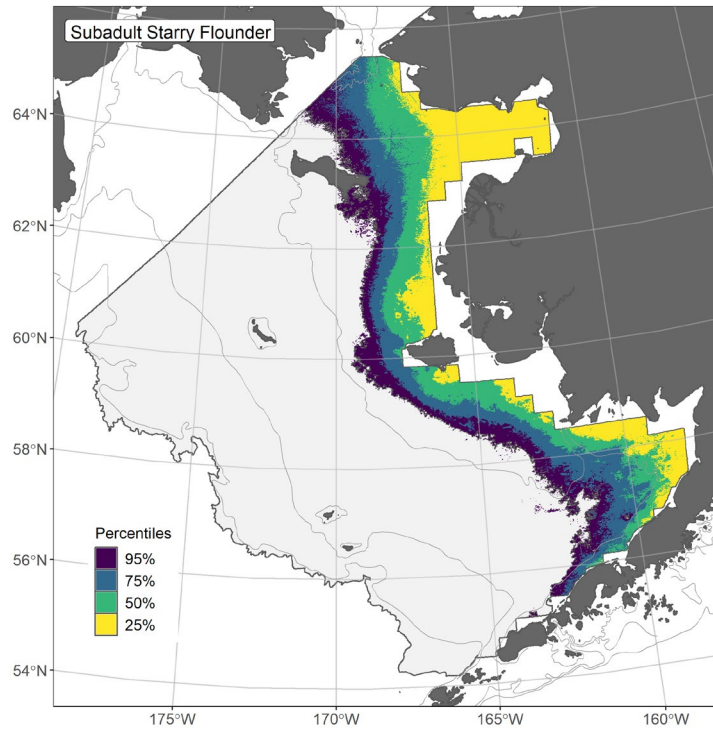 Subadult Starry Flounder
64°N
62°N
60°N
58°N
56°N
54°N
Percentiles
95%
75%
50%
25%
175°W
170°W
165°W
160°W